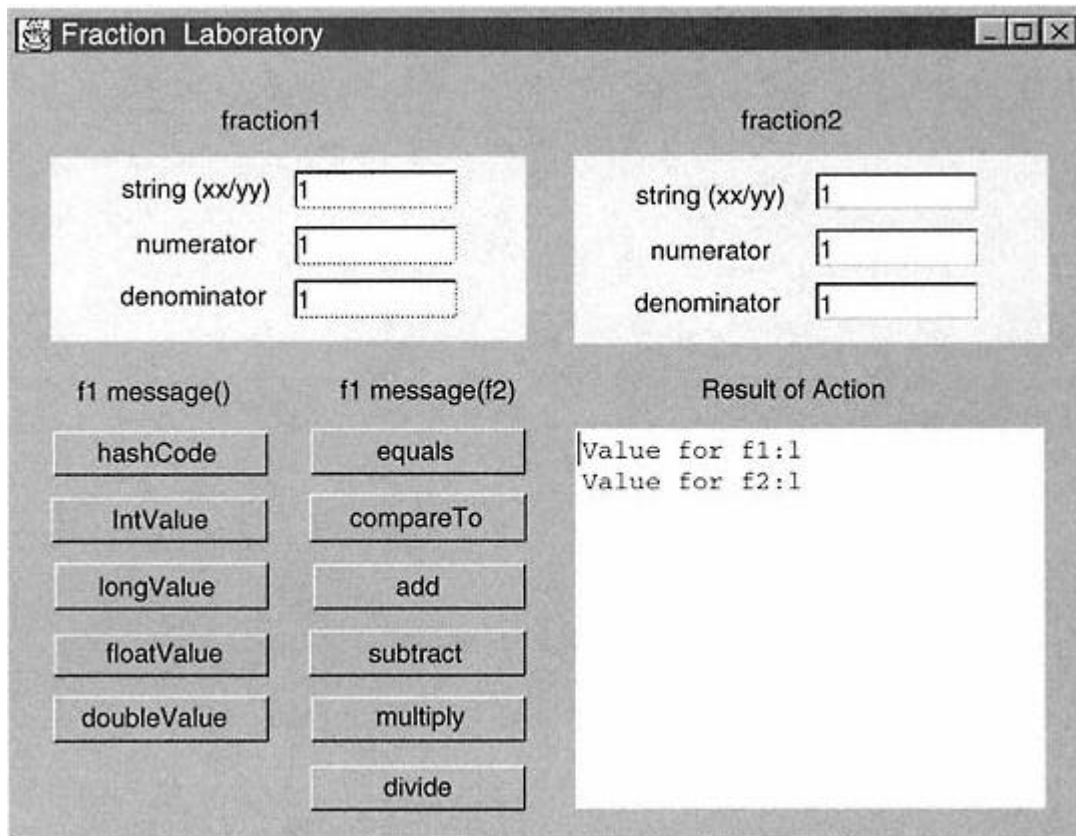 Fraction Laboratory
fraction1
string (xx/yy) 1
numerator 1
denominator 1
fraction2
string (xx/yy) 1
numerator 1
denominator 1
f1 message()
hashCode
IntValue
longValue
floatValue
doubleValue
f1 message(f2)
equals
compareTo
add
subtract
multiply
divide
Result of Action
Value for f1:l
Value for f2:l